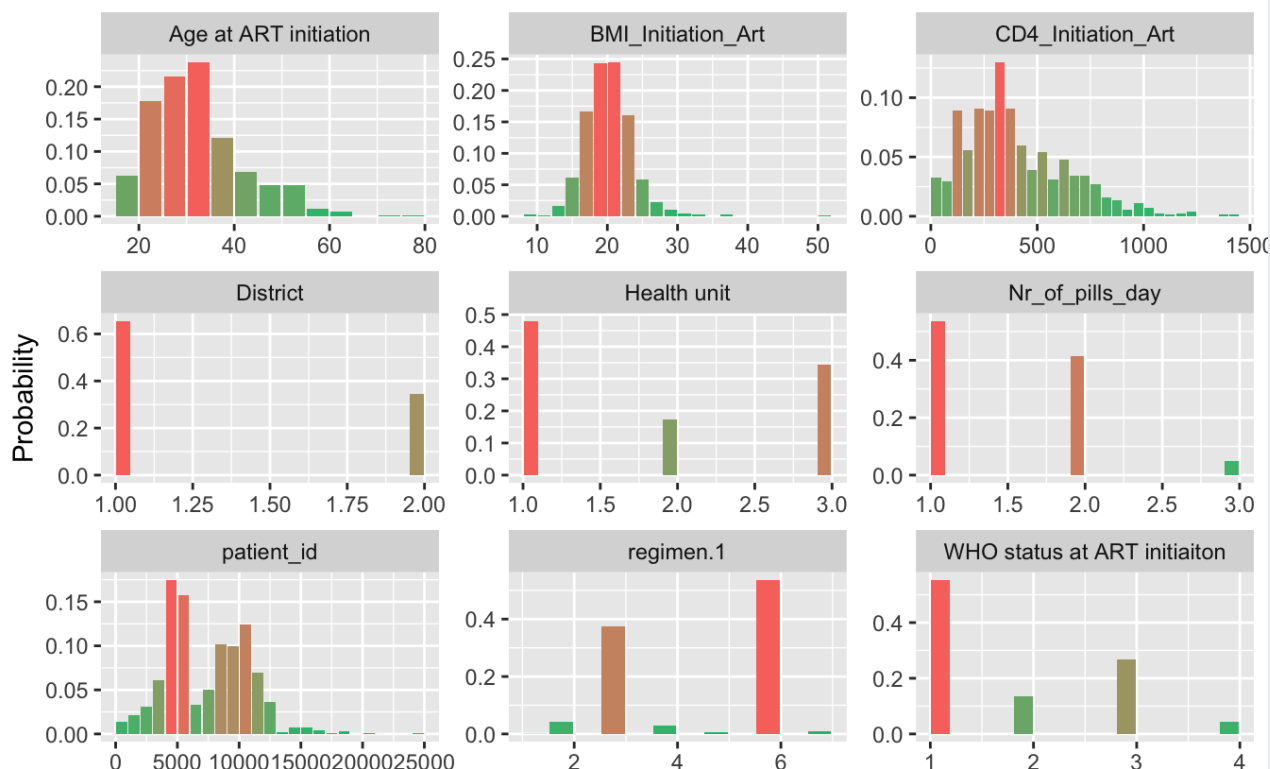 Age at ART initiation
BMI_Initiation_Art
CD4_Initiation_Art
0.20
0.15
0.10
0.05
0.00
20 40 60 80
0.25
0.20
0.15
0.10
0.05
0.00
10 20 30 40 50
0.10
0.05
0.00
0 500 1000 1500
Probability
District
Health unit
Nr_of_pills_day
0.6
0.4
0.2
0.0
1.00 1.25 1.50 1.75 2.00
0.5
0.4
0.3
0.2
0.1
0.0
1.0 1.5 2.0 2.5 3.0
0.4
0.2
0.0
1.0 1.5 2.0 2.5 3.0
patient_id
regimen.1
WHO status at ART initiaiton
0.15
0.10
0.05
0.00
0 5000 10000 15000 20000 25000
0.4
0.2
0.0
2 4 6
0.4
0.2
0.0
1 2 3 4